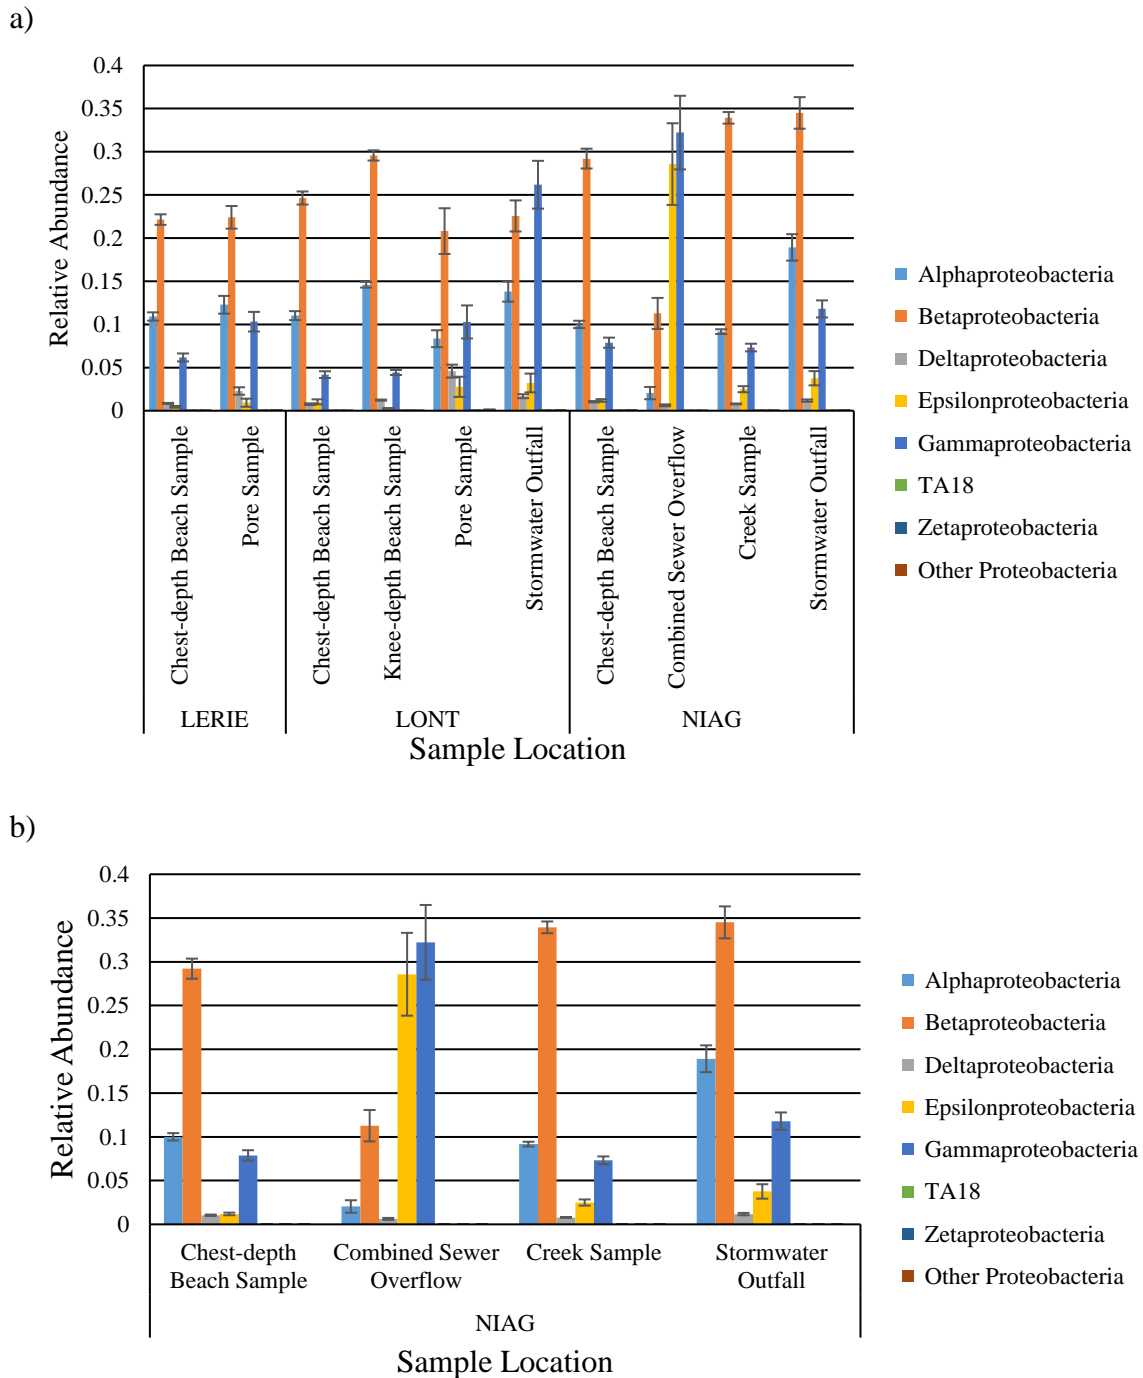 a)
0.4
0.35
0.3
0.25
0.2
0.15
0.1
0.05
0
Relative Abundance
Chest-depth Beach Sample
Pore Sample
Chest-depth Beach Sample
Knee-depth Beach Sample
Pore Sample
Stormwater Outfall
Chest-depth Beach Sample
Combined Sewer Overflow
Creek Sample
Stormwater Outfall
LERIE
LONT
NIAG
Sample Location
Alphaproteobacteria
Betaproteobacteria
Deltaproteobacteria
Epsilonproteobacteria
Gammaproteobacteria
TA18
Zetaproteobacteria
Other Proteobacteria
b)
0.4
0.35
0.3
0.25
0.2
0.15
0.1
0.05
0
Relative Abundance
Chest-depth
Beach Sample
Combined Sewer
Overflow
Creek Sample
Stormwater
Outfall
NIAG
Sample Location
Alphaproteobacteria
Betaproteobacteria
Deltaproteobacteria
Epsilonproteobacteria
Gammaproteobacteria
TA18
Zetaproteobacteria
Other Proteobacteria